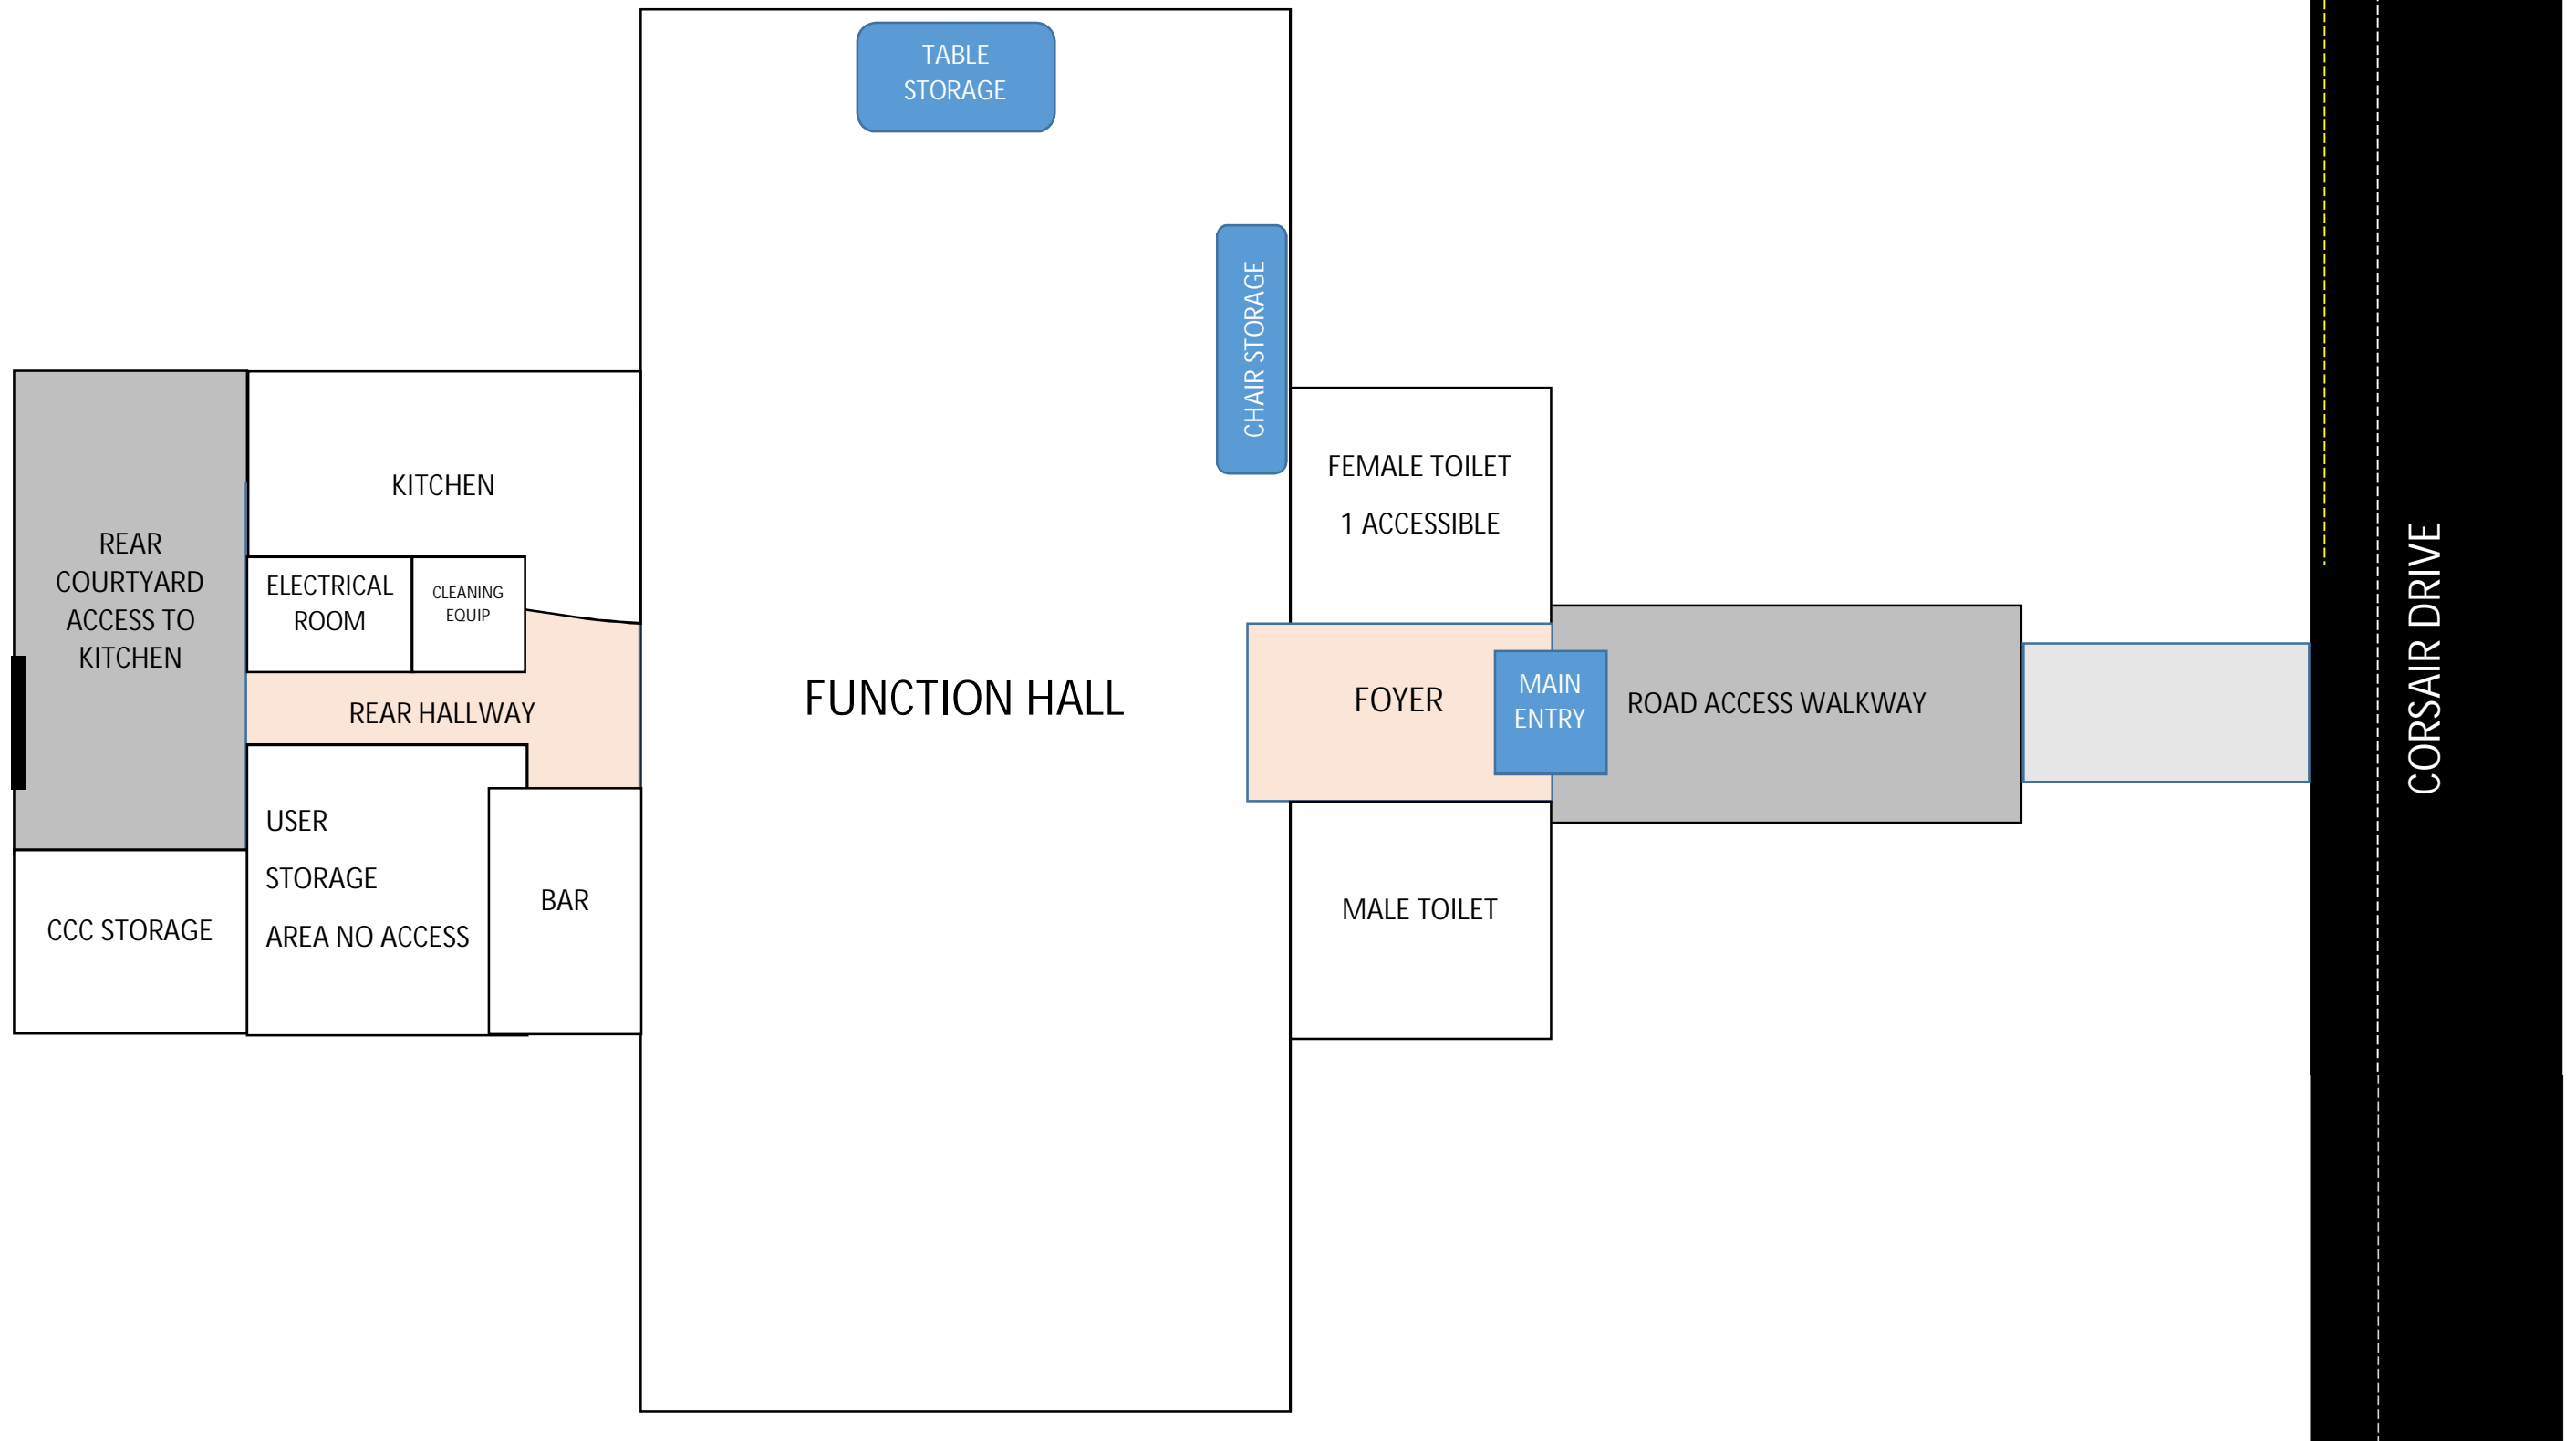 TABLE
STORAGE
CHAIR STORAGE
KITCHEN
FEMALE TOILET
1 ACCESSIBLE
REAR
COURTYARD
ACCESS TO
KITCHEN
ELECTRICAL
ROOM
CLEANING
EQUIP
REAR HALLWAY
FUNCTION HALL
FOYER
MAIN
ENTRY
ROAD ACCESS WALKWAY
CORSAIR DRIVE
USER
STORAGE
AREA NO ACCESS
BAR
CCC STORAGE
MALE TOILET